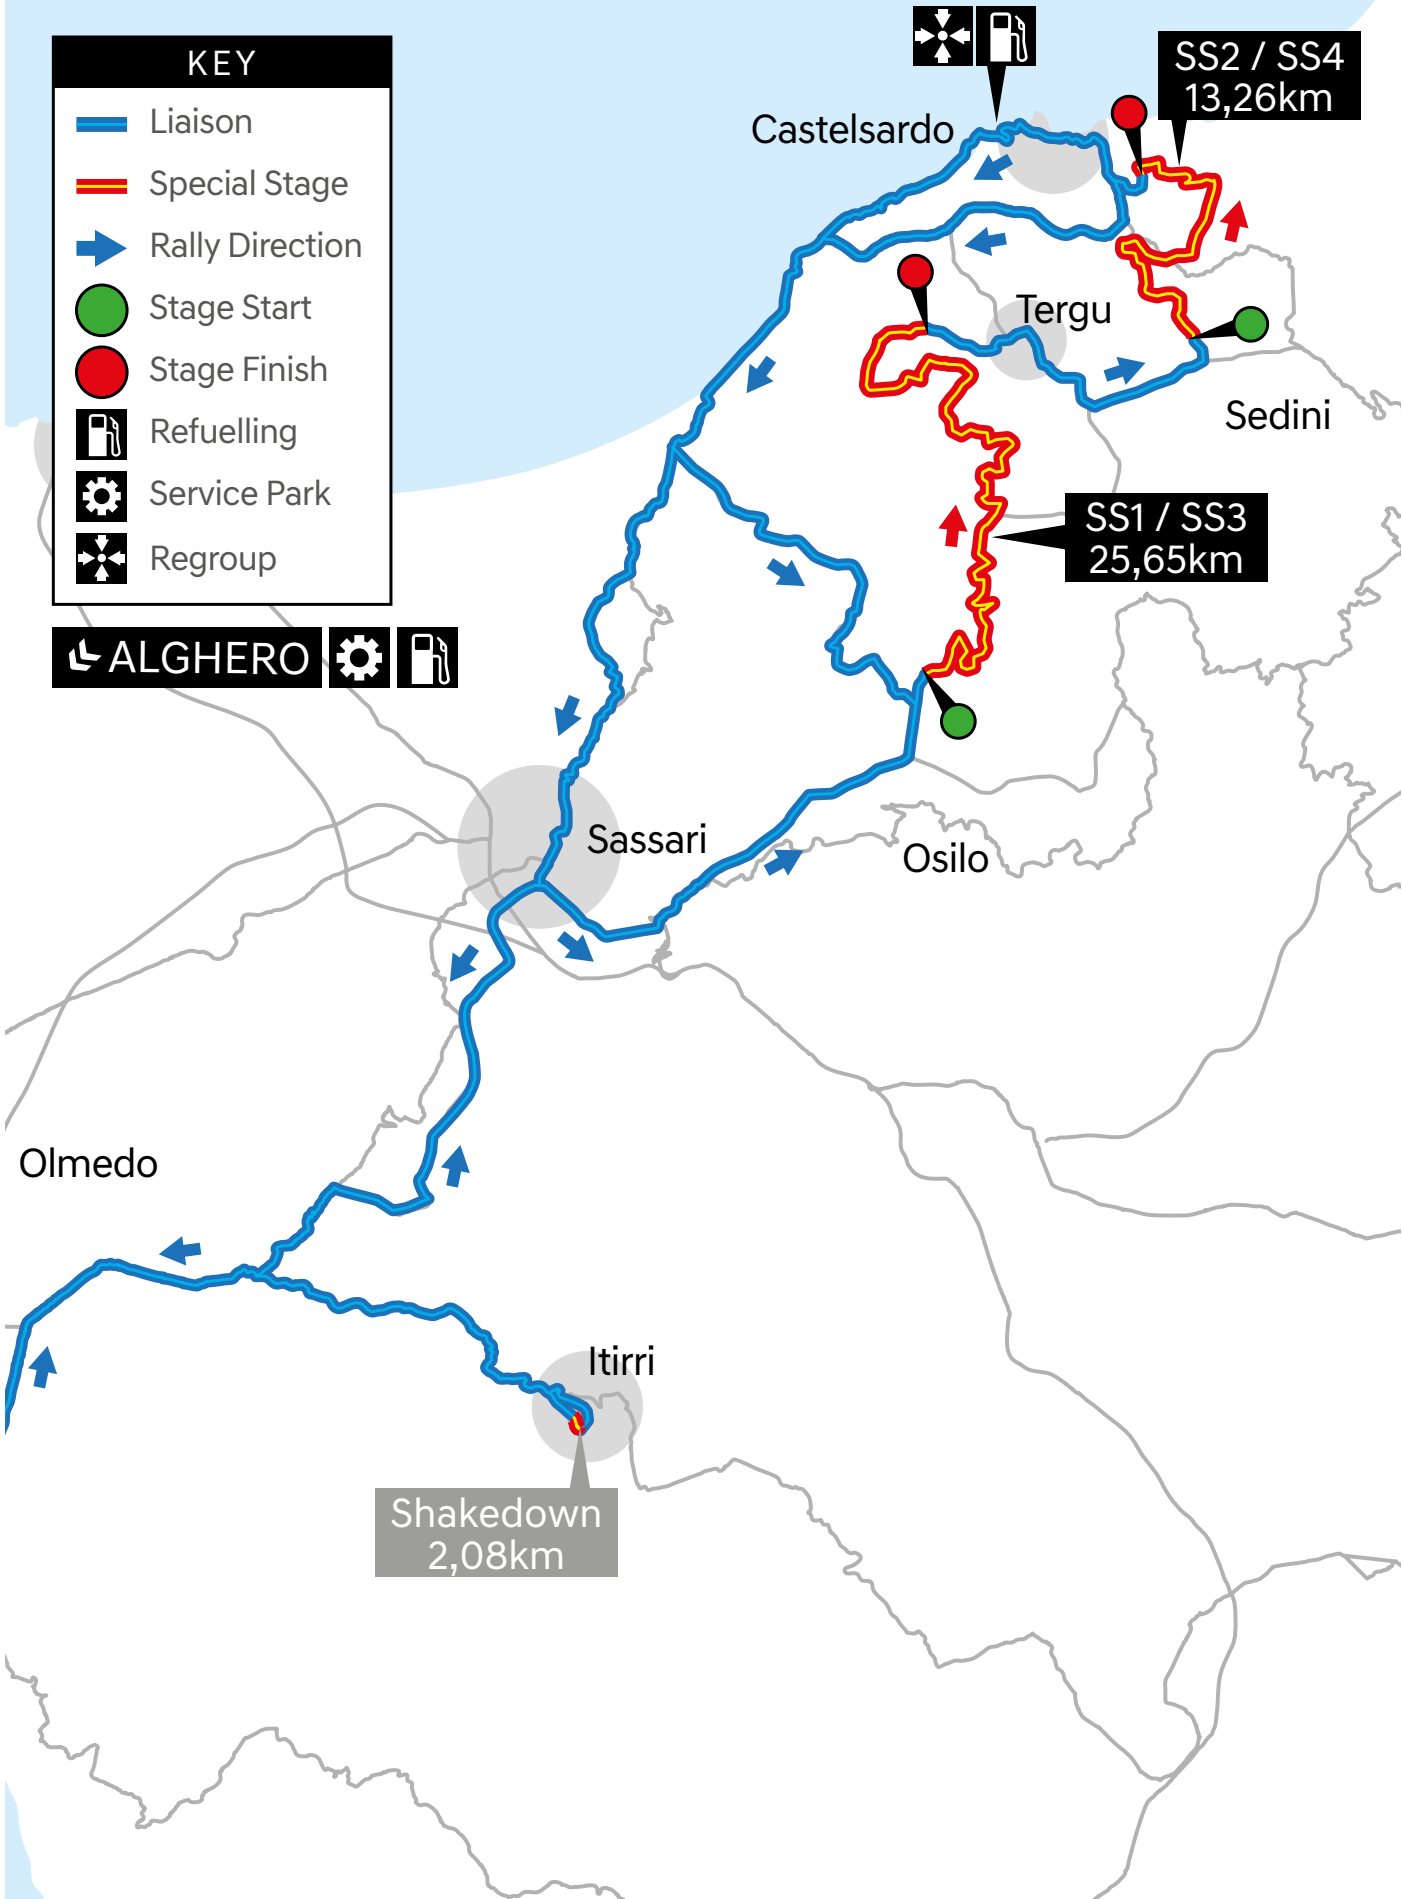 KEY
Liaison
Special Stage
Rally Direction
Stage Start
Stage Finish
Refuelling
Service Park
Regroup
ALGHERO
SS2 / SS4
13,26km
Castelsardo
Tergu
Sedini
SS1 / SS3
25,65km
Sassari
Osilo
Olmedo
Itirri
Shakedown
2,08km